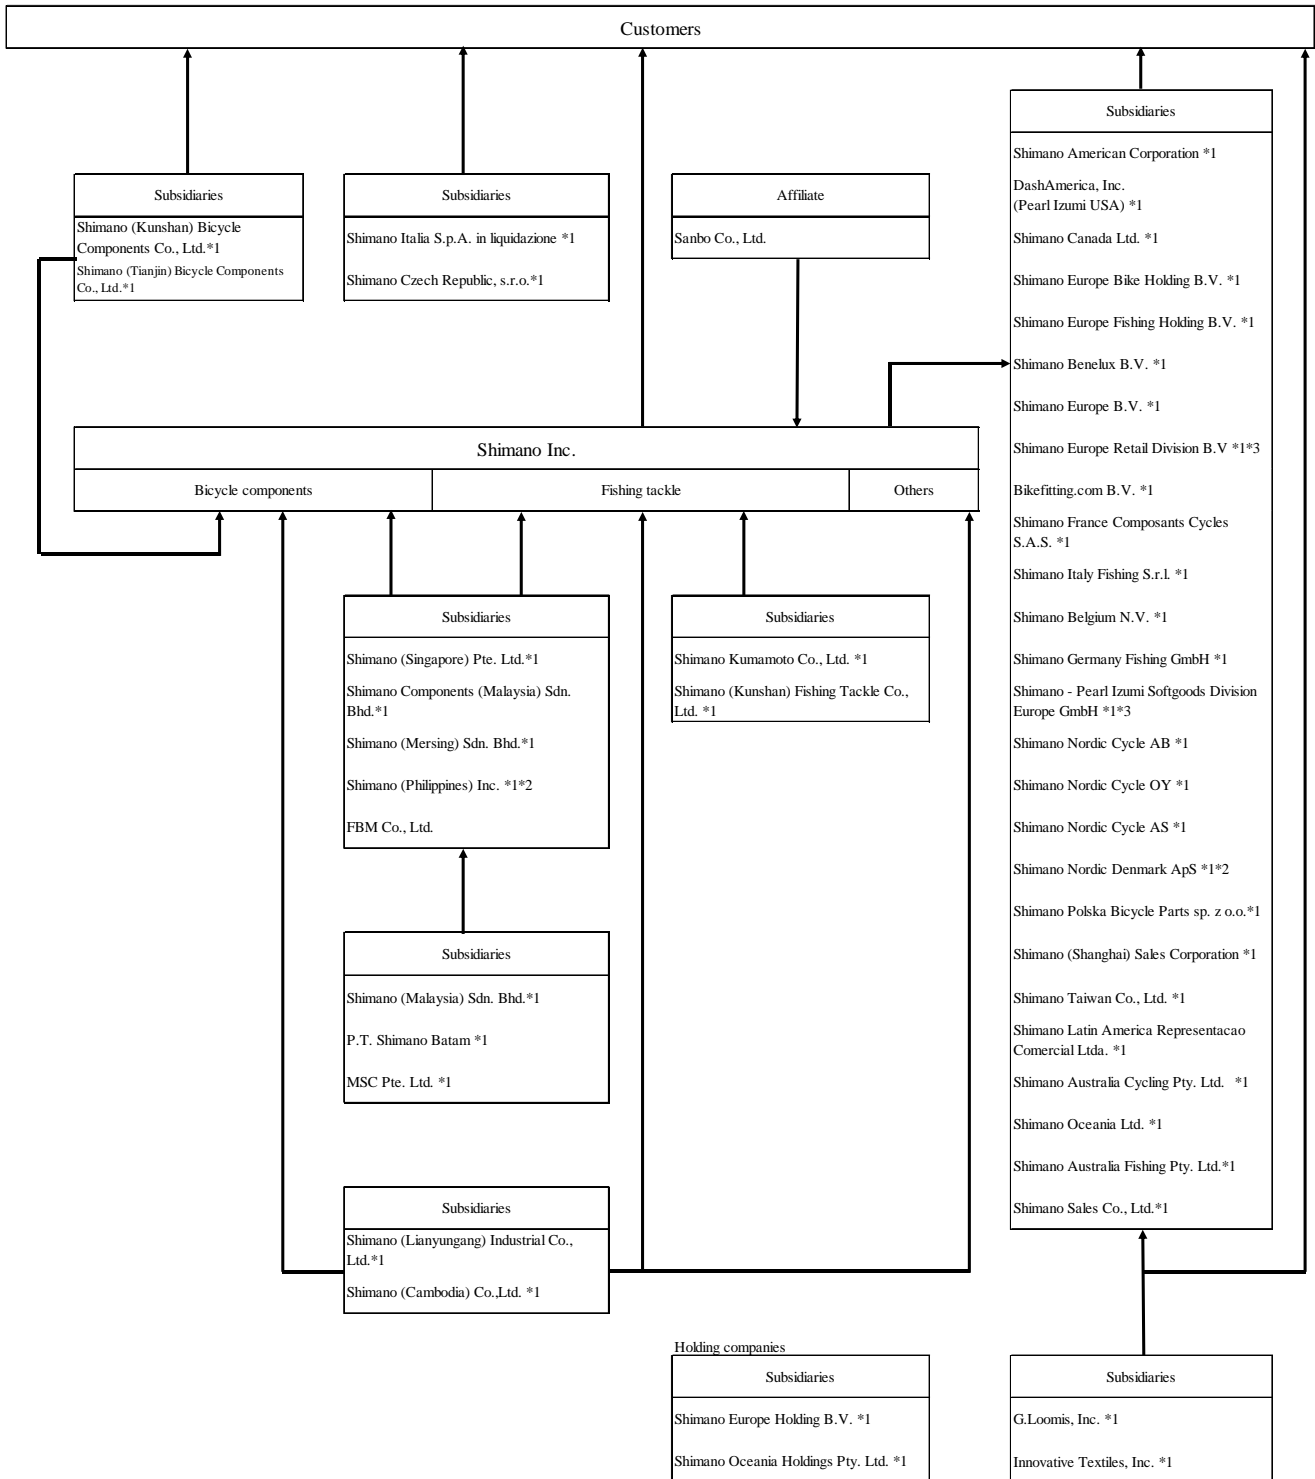 Customers
Subsidiaries
Shimano (Kunshan) Bicycle
Components Co., Ltd.*1
Shimano (Tianjin) Bicycle Components
Co., Ltd.*1
Subsidiaries
Shimano Italia S.p.A. in liquidazione *1
Shimano Czech Republic, s.r.o.*1
Affiliate
Sanbo Co., Ltd.
Subsidiaries
Shimano American Corporation *1
DashAmerica, Inc.
(Pearl Izumi USA) *1
Shimano Canada Ltd. *1
Shimano Europe Bike Holding B.V. *1
Shimano Europe Fishing Holding B.V. *1
Shimano Benelux B.V. *1
Shimano Europe B.V. *1
Shimano Europe Retail Division B.V *1*3
Bikefitting.com B.V. *1
Shimano France Composants Cycles
S.A.S. *1
Shimano Italy Fishing S.r.l. *1
Shimano Belgium N.V. *1
Shimano Germany Fishing GmbH *1
Shimano - Pearl Izumi Softgoods Division
Europe GmbH *1*3
Shimano Nordic Cycle AB *1
Shimano Nordic Cycle OY *1
Shimano Nordic Cycle AS *1
Shimano Nordic Denmark ApS *1*2
Shimano Polska Bicycle Parts sp. z o.o.*1
Shimano (Shanghai) Sales Corporation *1
Shimano Taiwan Co., Ltd. *1
Shimano Latin America Representacao
Comercial Ltda. *1
Shimano Australia Cycling Pty. Ltd. *1
Shimano Oceania Ltd. *1
Shimano Australia Fishing Pty. Ltd.*1
Shimano Sales Co., Ltd.*1
Shimano Inc.
Bicycle components
Fishing tackle
Others
Subsidiaries
Shimano (Singapore) Pte. Ltd.*1
Shimano Components (Malaysia) Sdn.
Bhd.*1
Shimano (Mersing) Sdn. Bhd.*1
Shimano (Philippines) Inc. *1*2
FBM Co., Ltd.
Subsidiaries
Shimano Kumamoto Co., Ltd. *1
Shimano (Kunshan) Fishing Tackle Co.,
Ltd. *1
Subsidiaries
Shimano (Malaysia) Sdn. Bhd.*1
P.T. Shimano Batam *1
MSC Pte. Ltd. *1
Subsidiaries
Shimano (Lianyungang) Industrial Co.,
Ltd.*1
Shimano (Cambodia) Co.,Ltd. *1
Holding companies
Subsidiaries
Shimano Europe Holding B.V. *1
Shimano Oceania Holdings Pty. Ltd. *1
Subsidiaries
G.Loomis, Inc. *1
Innovative Textiles, Inc. *1